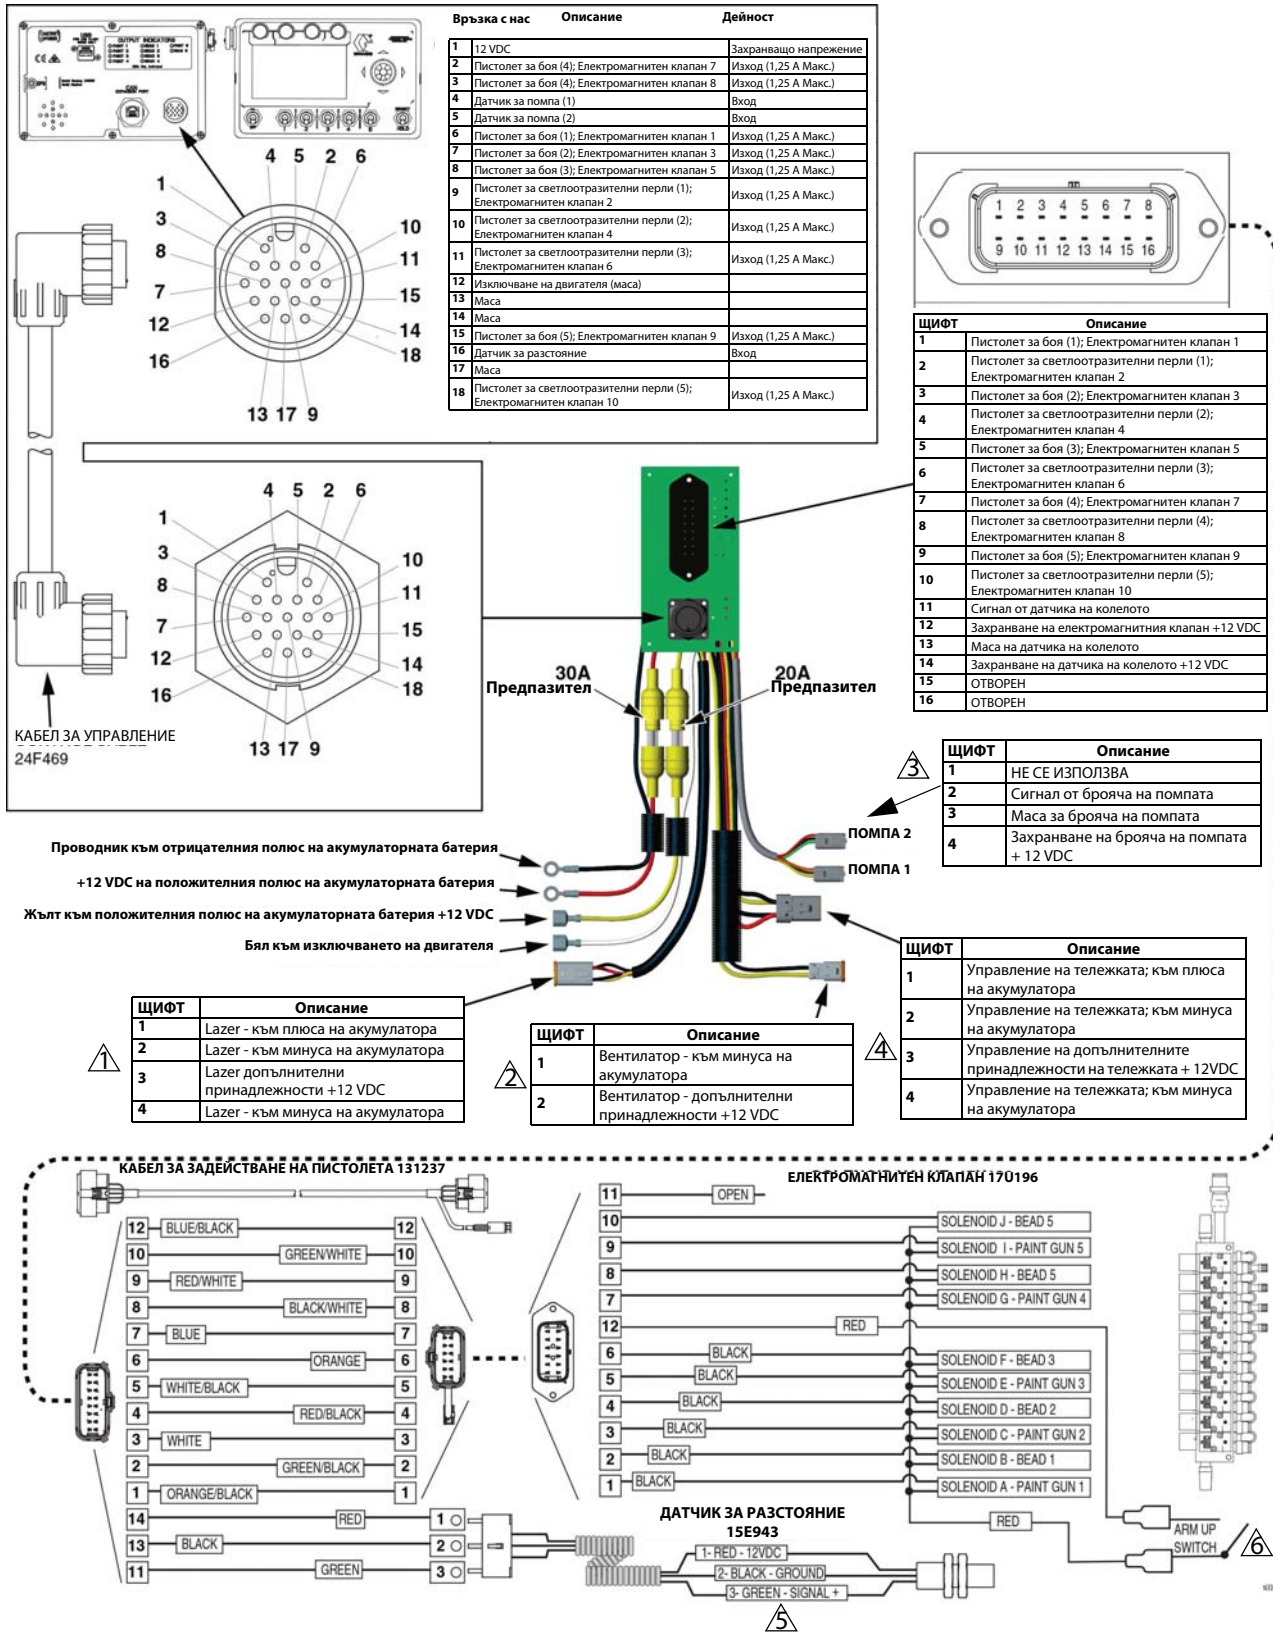 OUTPUT INDICATORS
Връзка с нас Описание Дейност
1 12 VDC Захранващо напрежение
2 Пистолет за боя (4); Електромагнитен клапан 7 Изход (1,25 А Макс.)
3 Пистолет за боя (4); Електромагнитен клапан 8 Изход (1,25 А Макс.)
4 Датчик за помпа (1) Вход
5 Датчик за помпа (2) Вход
6 Пистолет за боя (1); Електромагнитен клапан 1 Изход (1,25 А Макс.)
7 Пистолет за боя (2); Електромагнитен клапан 3 Изход (1,25 А Макс.)
8 Пистолет за боя (3); Електромагнитен клапан 5 Изход (1,25 А Макс.)
9 Пистолет за светлоотразителни перли (1);
Електромагнитен клапан 2 Изход (1,25 А Макс.)
10 Пистолет за светлоотразителни перли (2);
Електромагнитен клапан 4 Изход (1,25 А Макс.)
11 Пистолет за светлоотразителни перли (3);
Електромагнитен клапан 6 Изход (1,25 А Макс.)
12 Изключване на двигателя (маса)
13 Маса
14 Маса
15 Пистолет за боя (5); Електромагнитен клапан 9 Изход (1,25 А Макс.)
16 Датчик за разстояние Вход
17 Маса
18 Пистолет за светлоотразителни перли (5);
Електромагнитен клапан 10 Изход (1,25 А Макс.)
4 5 2 6
1
3
8
7
12
16
10
11
15
14
18
13 17 9
1 2 3 4 5 6 7 8
9 10 11 12 13 14 15 16
ЩИФТ Описание
1 Пистолет за боя (1); Електромагнитен клапан 1
2 Пистолет за светлоотразителни перли (1);
Електромагнитен клапан 2
3 Пистолет за боя (2); Електромагнитен клапан 3
4 Пистолет за светлоотразителни перли (2);
Електромагнитен клапан 4
5 Пистолет за боя (3); Електромагнитен клапан 5
6 Пистолет за светлоотразителни перли (3);
Електромагнитен клапан 6
7 Пистолет за боя (4); Електромагнитен клапан 7
8 Пистолет за светлоотразителни перли (4);
Електромагнитен клапан 8
9 Пистолет за боя (5); Електромагнитен клапан 9
10 Пистолет за светлоотразителни перли (5);
Електромагнитен клапан 10
11 Сигнал от датчика на колелото
12 Захранване на електромагнитния клапан +12 VDC
13 Маса на датчика на колелото
14 Захранване на датчика на колелото +12 VDC
15 ОТВОРЕН
16 ОТВОРЕН
4 5 2 6
1
3
8
7
12
16
10
11
15
14
18
13 17 9
КАБЕЛ ЗА УПРАВЛЕНИЕ
24F469
30A
Предпазител
20A
Предпазител
3
ЩИФТ Описание
1 НЕ СЕ ИЗПОЛЗВА
2 Сигнал от брояча на помпата
3 Маса за брояча на помпата
4 Захранване на брояча на помпата
+ 12 VDC
ПОМПА 2
ПОМПА 1
Проводник към отрицателния полюс на акумулаторната батерия
+12 VDC на положителния полюс на акумулаторната батерия
Жълт към положителния полюс на акумулаторната батерия +12 VDC
Бял към изключването на двигателя
1
ЩИФТ Описание
1 Lazer - към плюса на акумулатора
2 Lazer - към минуса на акумулатора
3 Lazer допълнителни
принадлежности +12 VDC
4 Lazer - към минуса на акумулатора
2
ЩИФТ Описание
1 Вентилатор - към минуса на
акумулатора
2 Вентилатор - допълнителни
принадлежности +12 VDC
4
ЩИФТ Описание
1 Управление на тележката; към плюса
на акумулатора
2 Управление на тележката; към минуса
на акумулатора
3 Управление на допълнителните
принадлежности на тележката + 12VDC
4 Управление на тележката; към минуса
на акумулатора
КАБЕЛ ЗА ЗАДЕЙСТВАНЕ НА ПИСТОЛЕТА 131237
12 BLUE/BLACK 12
10 GREEN/WHITE 10
9 RED/WHITE 9
8 BLACK/WHITE 8
7 BLUE 7
6 ORANGE 6
5 WHITE/BLACK 5
4 RED/BLACK 4
3 WHITE 3
2 GREEN/BLACK 2
1 ORANGE/BLACK 1
14 RED 1
13 BLACK 2
11 GREEN 3
ЕЛЕКТРОМАГНИТЕН КЛАПАН 17U196
11 OPEN
10 SOLENOID J - BEAD 5
9 SOLENOID I - PAINT GUN 5
8 SOLENOID H - BEAD 5
7 SOLENOID G - PAINT GUN 4
12 RED
6 BLACK SOLENOID F - BEAD 3
5 BLACK SOLENOID E - PAINT GUN 3
4 BLACK SOLENOID D - BEAD 2
3 BLACK SOLENOID C - PAINT GUN 2
2 BLACK SOLENOID B - BEAD 1
1 BLACK SOLENOID A - PAINT GUN 1
RED
ARM UP
SWITCH
6
ДАТЧИК ЗА РАЗСТОЯНИЕ
15E943
1- RED - 12VDC
2- BLACK - GROUND
3- GREEN - SIGNAL +
5